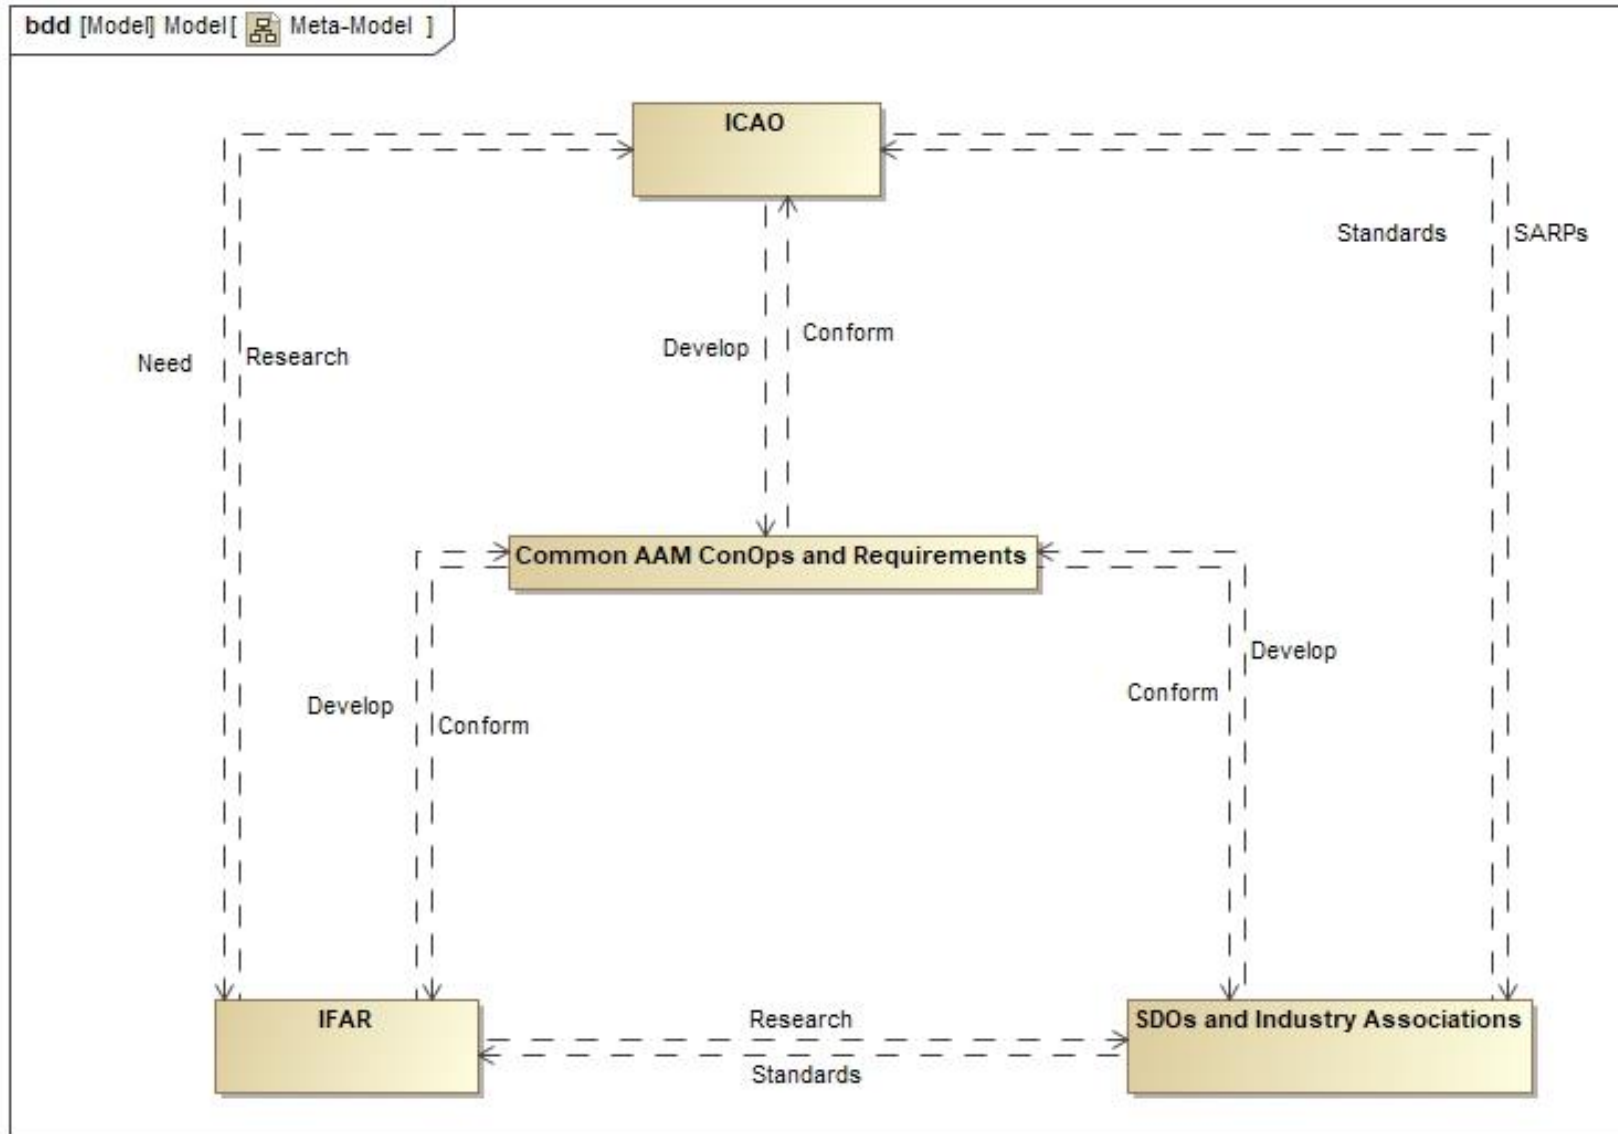 bdd [Model] Model[ Meta-Model ]
ICAO
Standards
SARPs
Conform
Develop
Research
Need
Common AAM ConOps and Requirements
Develop
Conform
Develop
Conform
IFAR
Research
SDOs and Industry Associations
Standards